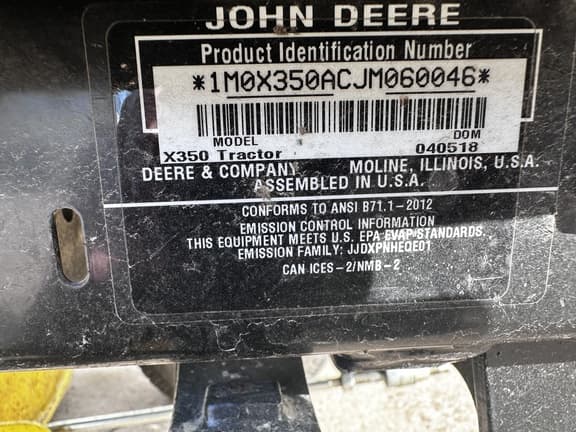 JOHN DEERE
Product Identification Number
*1M0X350ACJM060046*
MODEL DOM
X350 Tractor 040518
DEERE & COMPANY MOLINE, ILLINOIS, U.S.A.
ASSEMBLED IN U.S.A.
CONFORMS TO ANSI B71.1-2012
EMISSION CONTROL INFORMATION
THIS EQUIPMENT MEETS U.S. EPA EVAP STANDARDS.
EMISSION FAMILY: JJDXPNHEQE01
CAN ICES-2/NMB-2